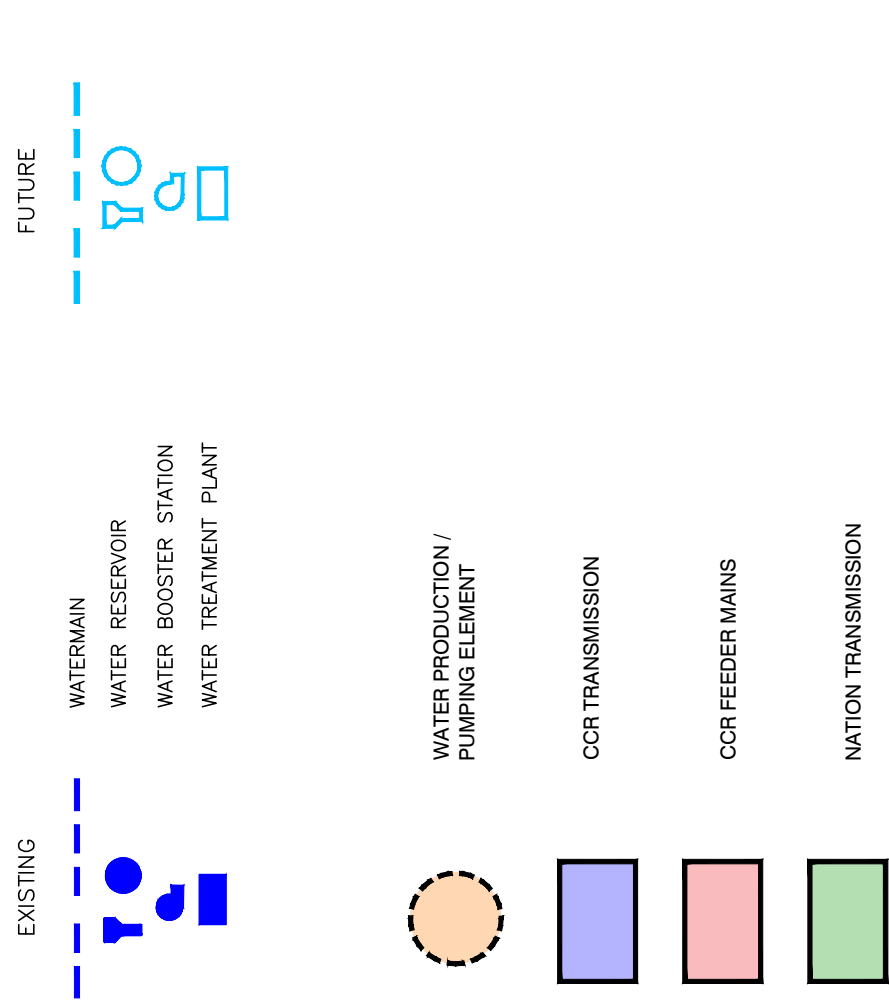 EXISTING
FUTURE
WATERMAIN
WATER RESERVOIR
WATER BOOSTER STATION
WATER TREATMENT PLANT
WATER PRODUCTION /
PUMPING ELEMENT
CCR TRANSMISSION
CCR FEEDER MAINS
NATION TRANSMISSION